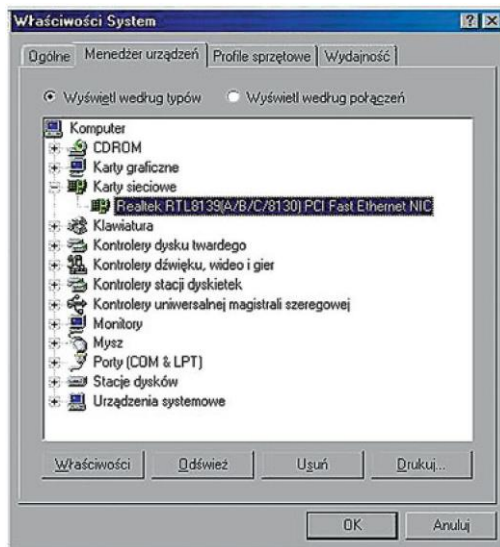 Właściwości System
Ogólne Menedżer urządzeń Profile sprzętowe Wydajność
Wyświetl według typów Wyświetl według połączeń
Komputer
CDROM
Karty graficzne
Karty sieciowe
Realtek RTL8139(A/B/C/8130) PCI Fast Ethernet NIC
Klawiatura
Kontrolery dysku twardego
Kontrolery dźwięku, wideo i gier
Kontrolery stacji dyskietek
Kontrolery uniwersalnej magistrali szeregowej
Monitory
Mysz
Porty (COM & LPT)
Stacje dysków
Urządzenia systemowe
Właściwości Odśwież Usuń Drukuj...
OK Anuluj